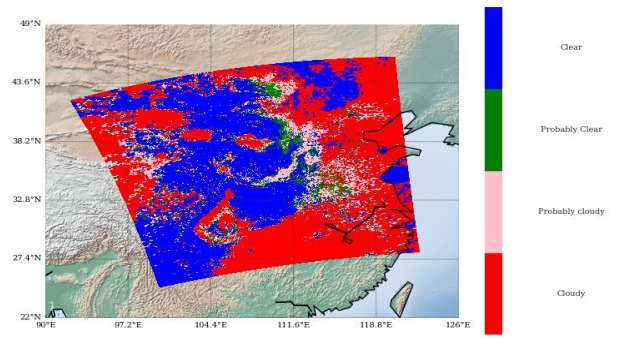 49°N
43.6°N
38.2°N
32.8°N
27.4°N
22°N
90°E 97.2°E 104.4°E 111.6°E 118.8°E 126°E
Clear
Probably Clear
Probably cloudy
Cloudy